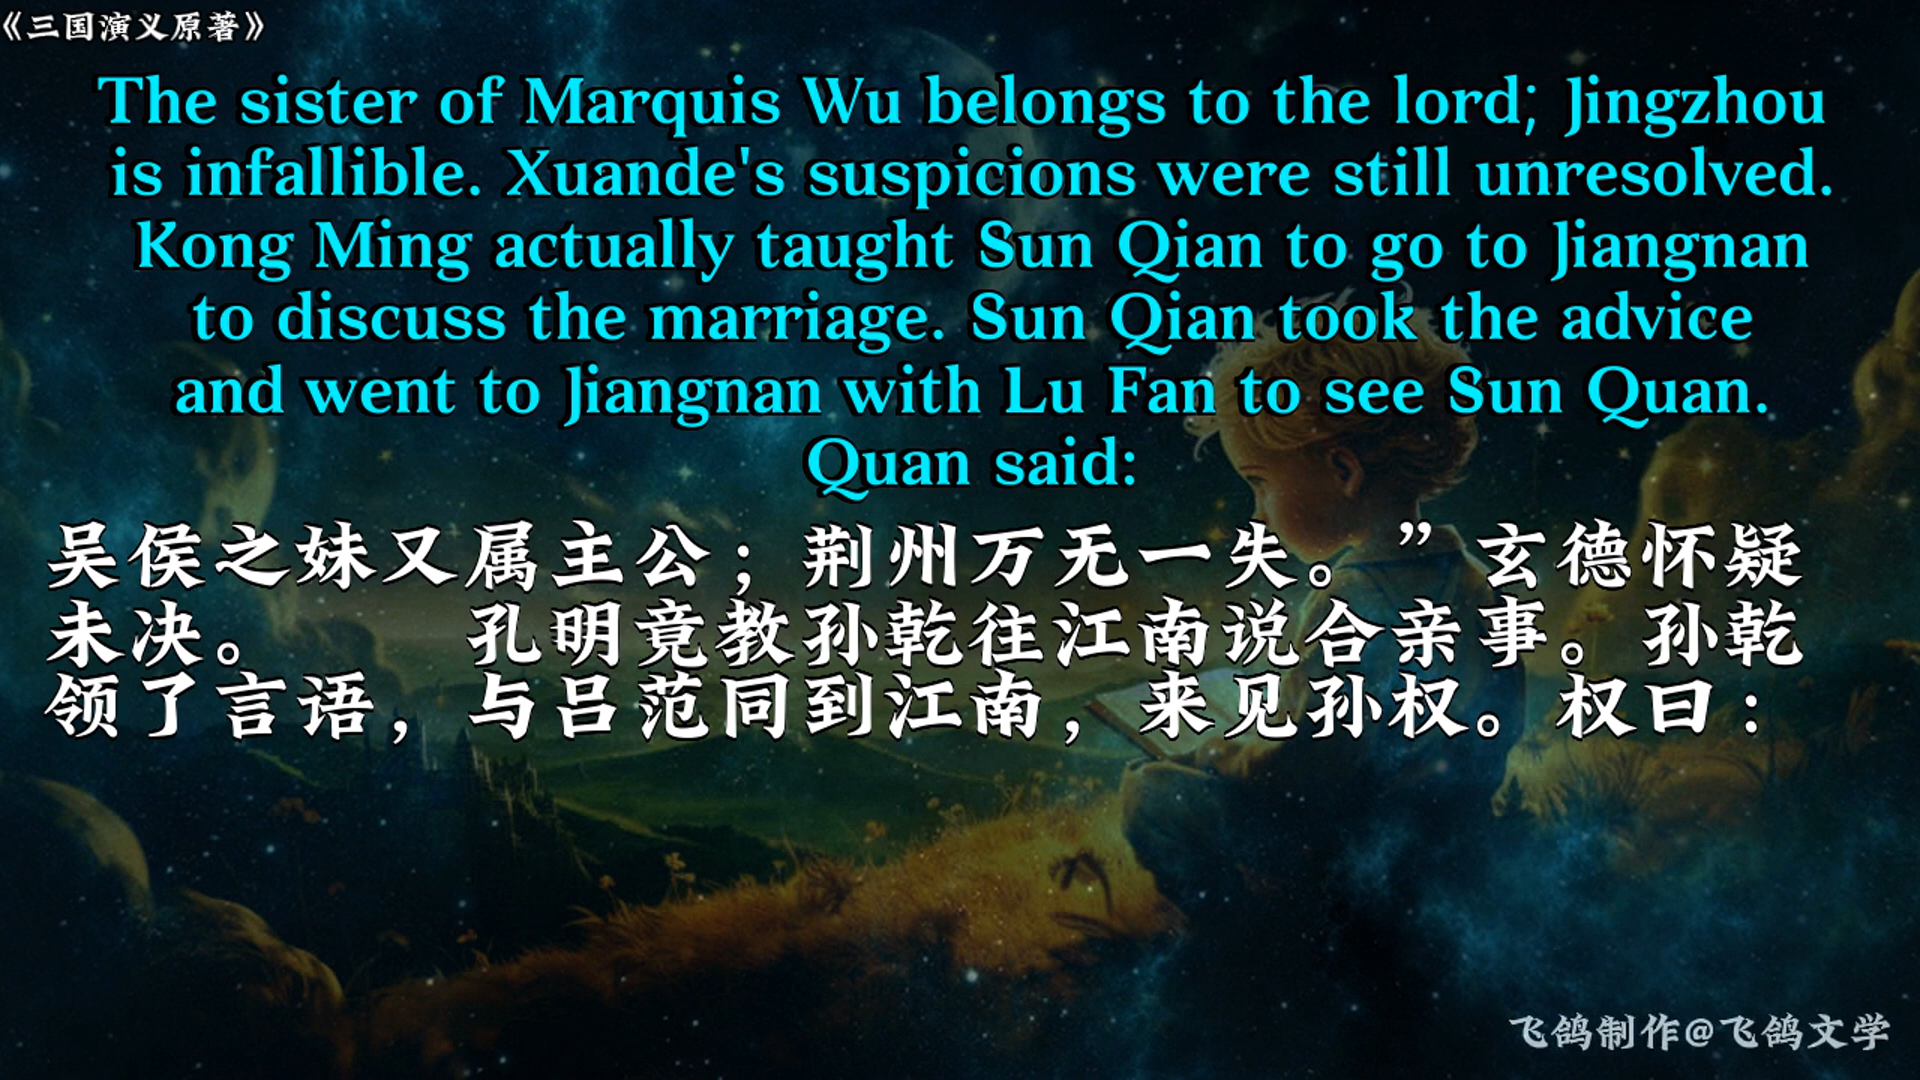 《三国演义原著》
The sister of Marquis Wu belongs to the lord; Jingzhou
is infallible. Xuande's suspicions were still unresolved.
Kong Ming actually taught Sun Qian to go to Jiangnan
to discuss the marriage. Sun Qian took the advice
and went to Jiangnan with Lu Fan to see Sun Quan.
Quan said:
吴侯之妹又属主公；荆州万无一失。”玄德怀疑
未决。　　孔明竟教孙乾往江南说合亲事。孙乾
领了言语，与吕范同到江南，来见孙权。权曰：
飞鸽制作@飞鸽文学